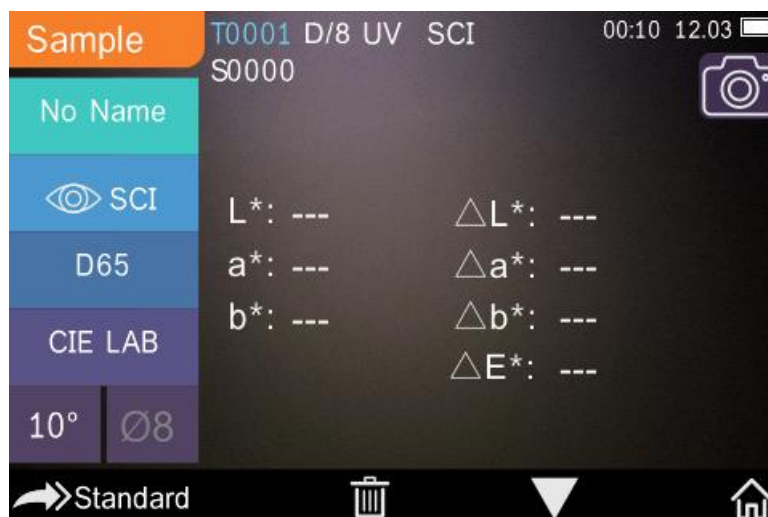 Sample
T0001 D/8 UV SCI
00:10 12.03
S0000
No Name
SCI
D65
CIE LAB
10° Ø8
L*: ---
a*: ---
b*: ---
△L*: ---
△a*: ---
△b*: ---
△E*: ---
Standard